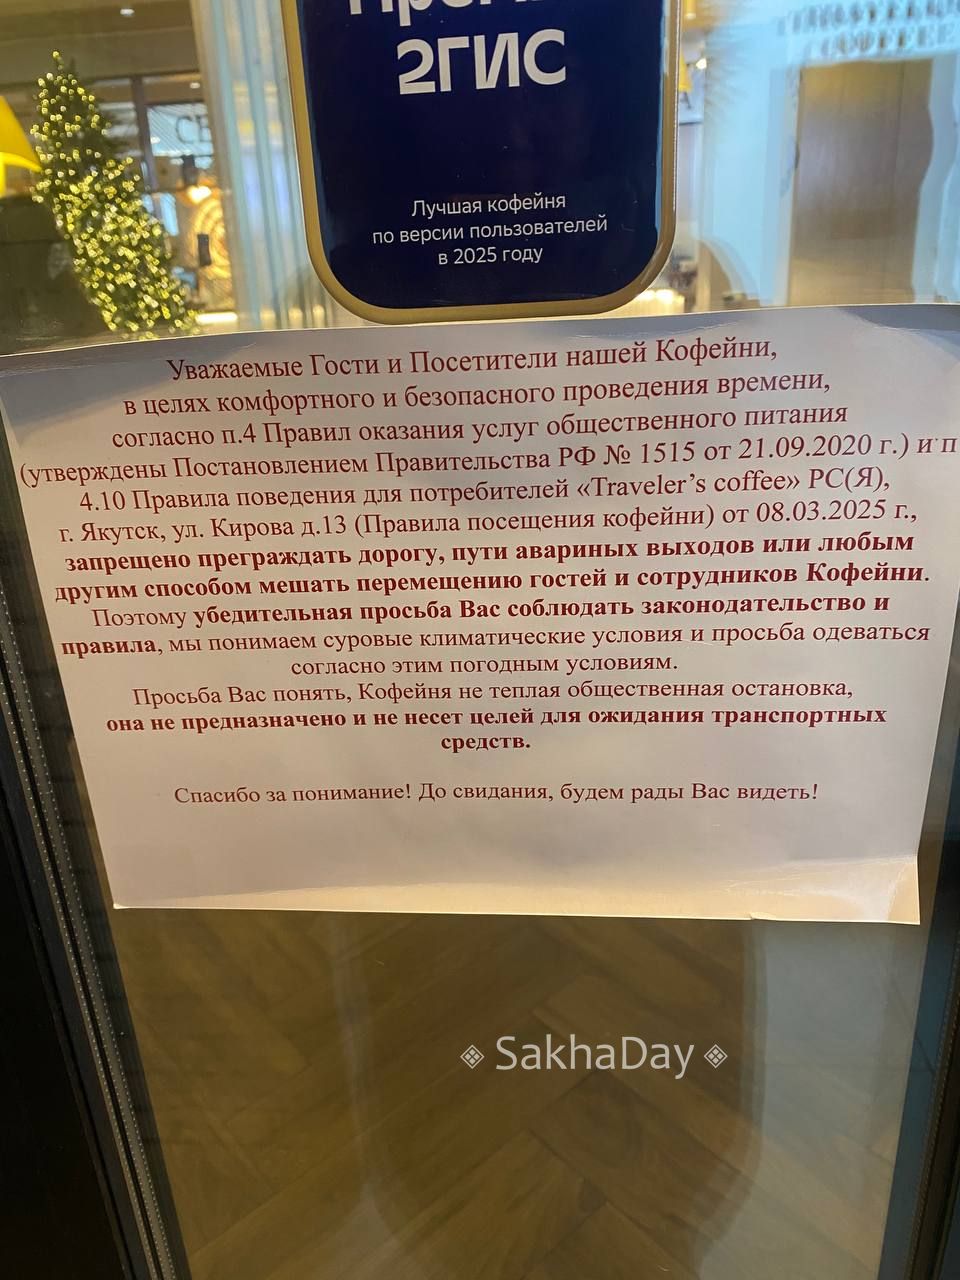 2ГИС
Лучшая кофейня
по версии пользователей
в 2025 году
Уважаемые Гости и Посетители нашей Кофейни,
в целях комфортного и безопасного проведения времени,
согласно п.4 Правил оказания услуг общественного питания
(утверждены Постановлением Правительства РФ № 1515 от 21.09.2020 г.) и п
4.10 Правила поведения для потребителей «Traveler’s coffee» РС(Я),
г. Якутск, ул. Кирова д.13 (Правила посещения кофейни) от 08.03.2025 г.,
запрещено преграждать дорогу, пути авариных выходов или любым
другим способом мешать перемещению гостей и сотрудников Кофейни.
Поэтому убедительная просьба Вас соблюдать законодательство и
правила, мы понимаем суровые климатические условия и просьба одеваться
согласно этим погодным условиям.
Просьба Вас понять, Кофейня не теплая общественная остановка,
она не предназначено и не несет целей для ожидания транспортных
средств.
Спасибо за понимание! До свидания, будем рады Вас видеть!
SakhaDay